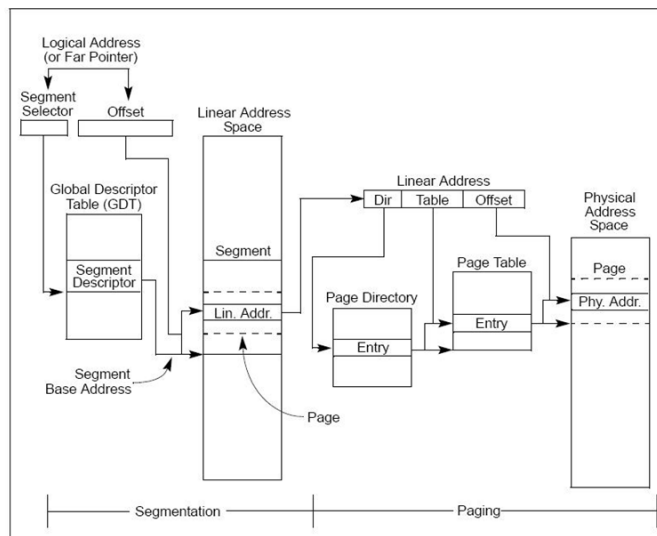 Logical Address
(or Far Pointer)
Segment
Selector
Offset
Linear Address
Space
Global Descriptor
Table (GDT)
Segment
Descriptor
Segment
Lin. Addr.
Segment
Base Address
Page
Linear Address
Dir
Table
Offset
Page Directory
Entry
Page Table
Entry
Physical
Address
Space
Page
Phy. Addr.
Segmentation
Paging